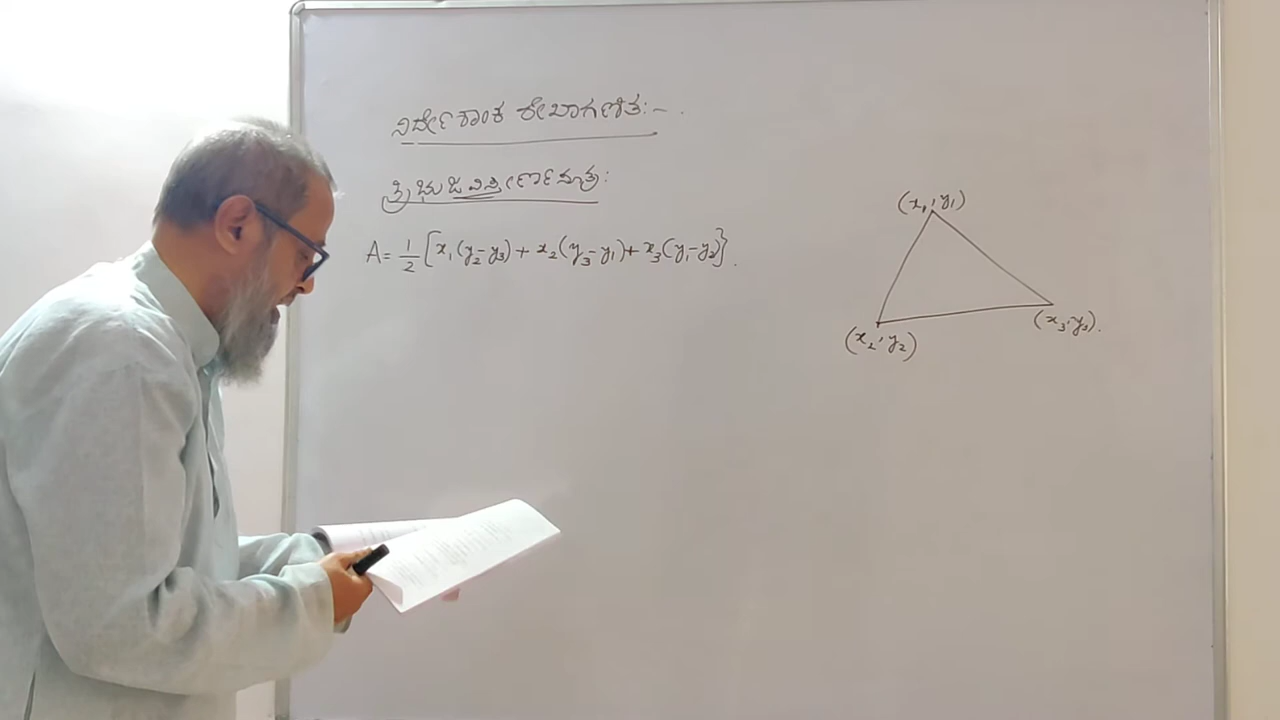 ನಿರ್ದೇಶಾಂಕ ರೇಖಾಗಣಿತ:-.
ತ್ರಿಭುಜ ವಿಸ್ತೀರ್ಣ ಸೂತ್ರ:
A = 1/2 [x₁(y₂-y₃) + x₂(y₃-y₁) + x₃(y₁-y₂)}.
(x₁, y₁)
(x₂, y₂)
(x₃, y₃).